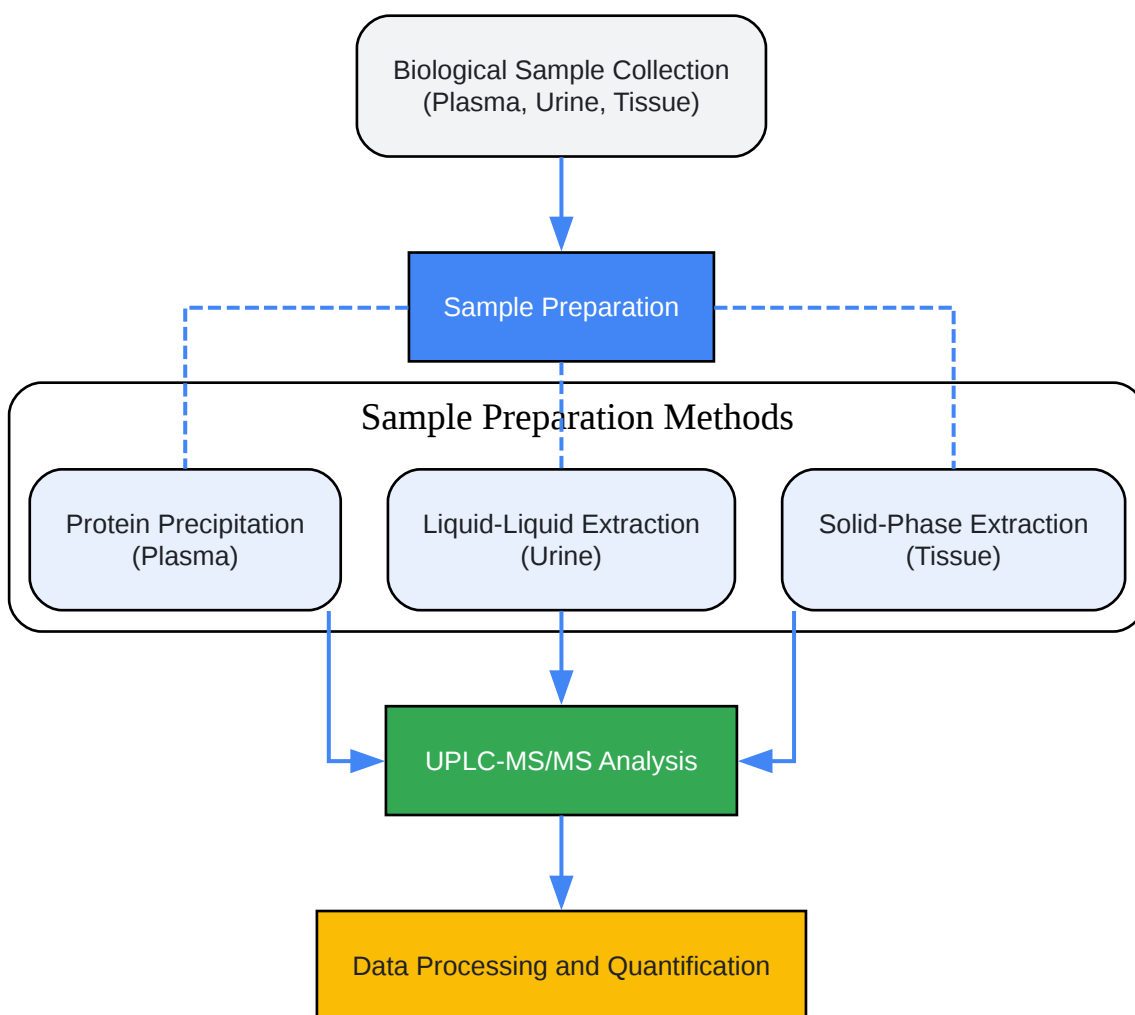 Biological Sample Collection
(Plasma, Urine, Tissue)
Sample Preparation
Sample Preparation Methods
Protein Precipitation
(Plasma)
Liquid-Liquid Extraction
(Urine)
Solid-Phase Extraction
(Tissue)
UPLC-MS/MS Analysis
Data Processing and Quantification